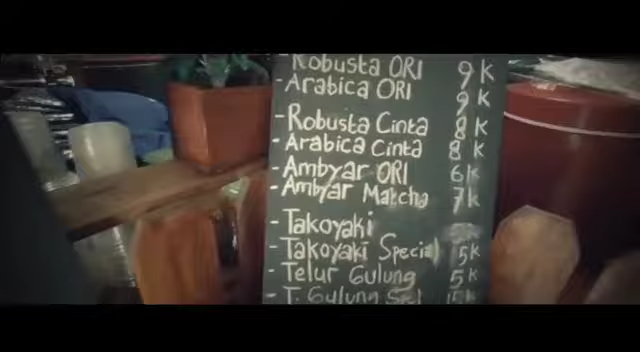 Robusta ORI 9K
- Arabica ORI 9K
- Robusta Cinta 8K
- Arabica Cinta 8K
- Ambyar ORI 6K
- Ambyar Matcha 7K
- Takoyaki
- Takoyaki Special 15K
- Telur Gulung 5K
- T. Gulung